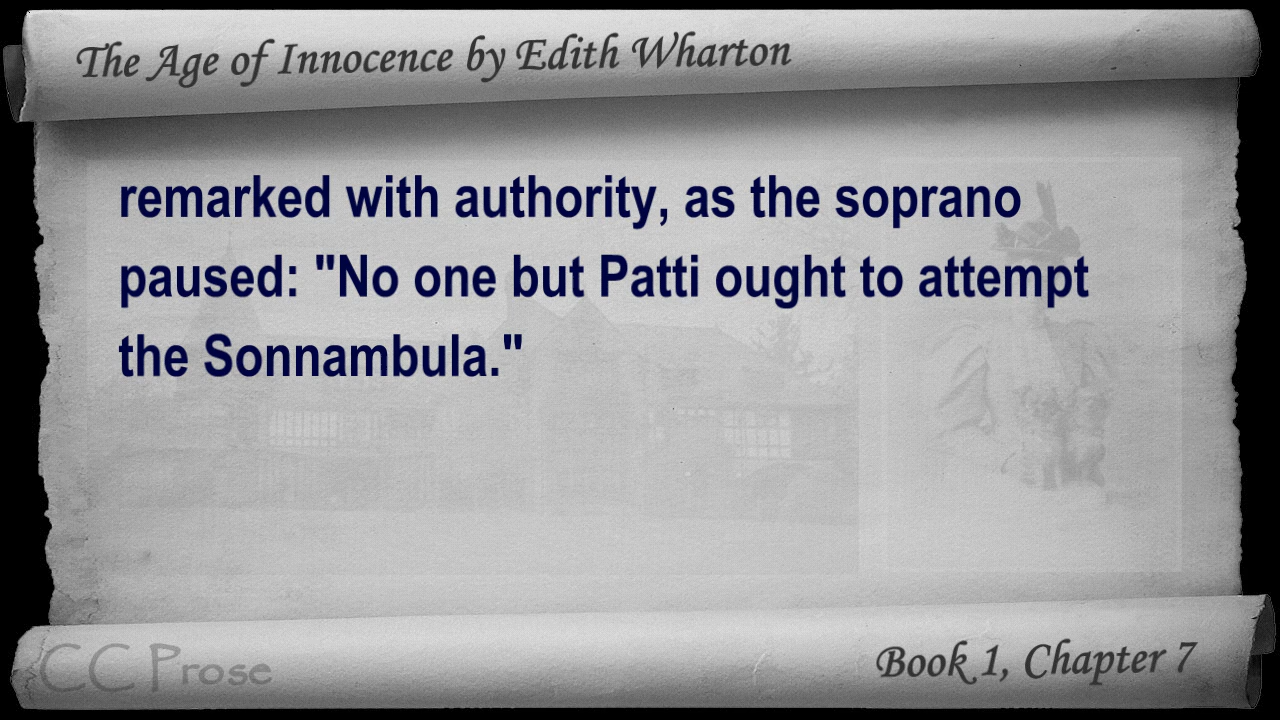 The Age of Innocence by Edith Wharton
remarked with authority, as the soprano
paused: "No one but Patti ought to attempt
the Sonnambula."
CC Prose
Book 1, Chapter 7